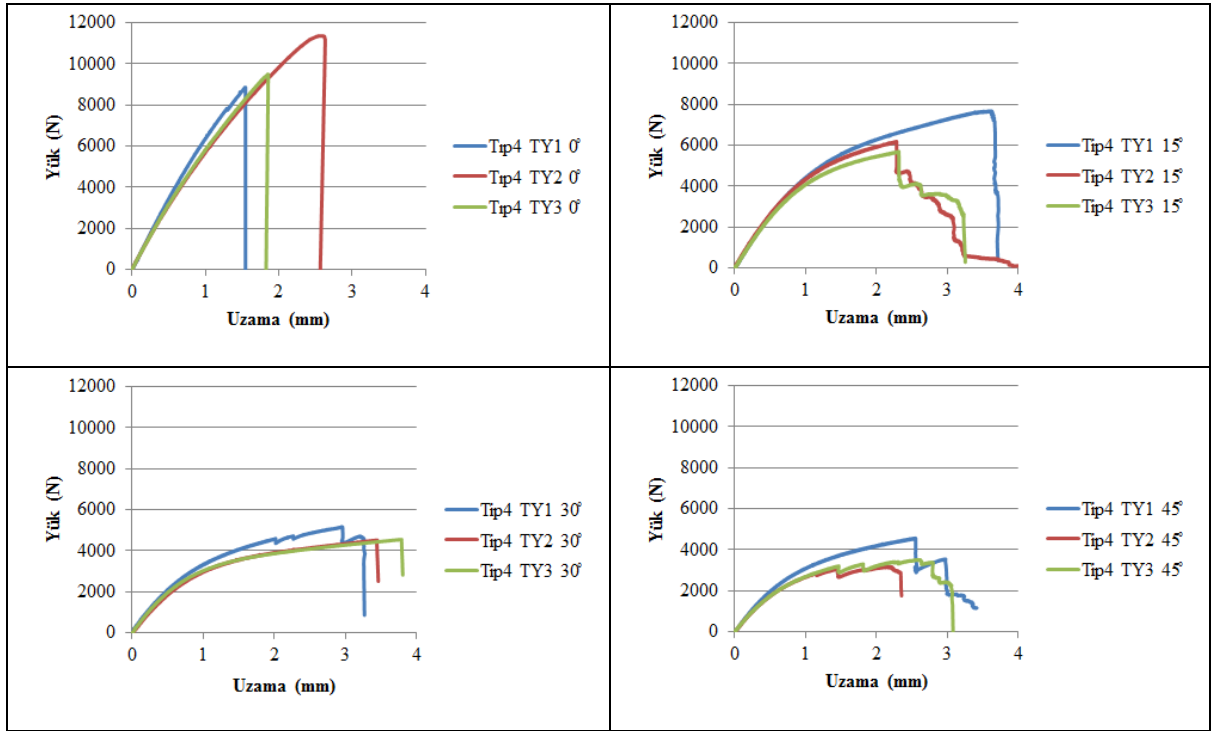 12000
10000
8000
6000
4000
2000
0
Yük (N)
0 1 2 3 4
Uzama (mm)
Tıp4 TY1 0°
Tıp4 TY2 0°
Tıp4 TY3 0°
12000
10000
8000
6000
4000
2000
0
Yük (N)
0 1 2 3 4
Uzama (mm)
Tıp4 TY1 15°
Tıp4 TY2 15°
Tıp4 TY3 15°
12000
10000
8000
6000
4000
2000
0
Yük (N)
0 1 2 3 4
Uzama (mm)
Tip4 TY1 30°
Tip4 TY2 30°
Tip4 TY3 30°
12000
10000
8000
6000
4000
2000
0
Yük (N)
0 1 2 3 4
Uzama (mm)
Tip4 TY1 45°
Tip4 TY2 45°
Tip4 TY3 45°